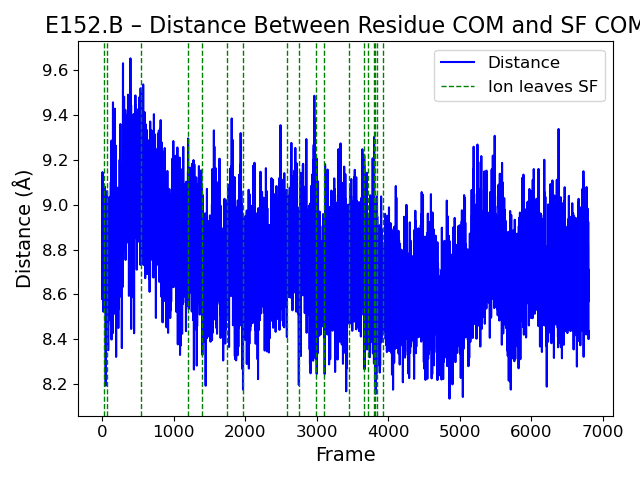 E152.B – Distance Between Residue COM and SF COM
Distance
Ion leaves SF
Distance (Å)
9.6
9.4
9.2
9.0
8.8
8.6
8.4
8.2
0 1000 2000 3000 4000 5000 6000 7000
Frame